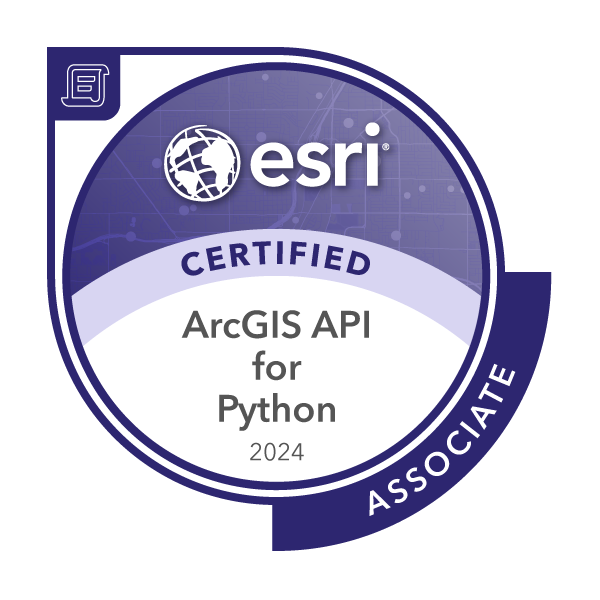 esri®
CERTIFIED
ArcGIS API
for
Python
2024
ASSOCIATE